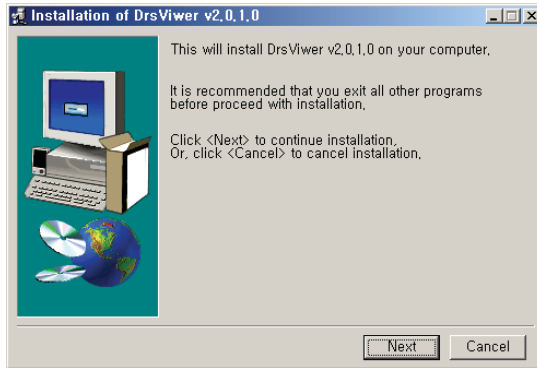 Installation of DrsViwer v2.0.1.0
This will install DrsViwer v2.0.1.0 on your computer.
It is recommended that you exit all other programs
before proceed with installation.
Click <Next> to continue installation.
Or, click <Cancel> to cancel installation.
Next
Cancel